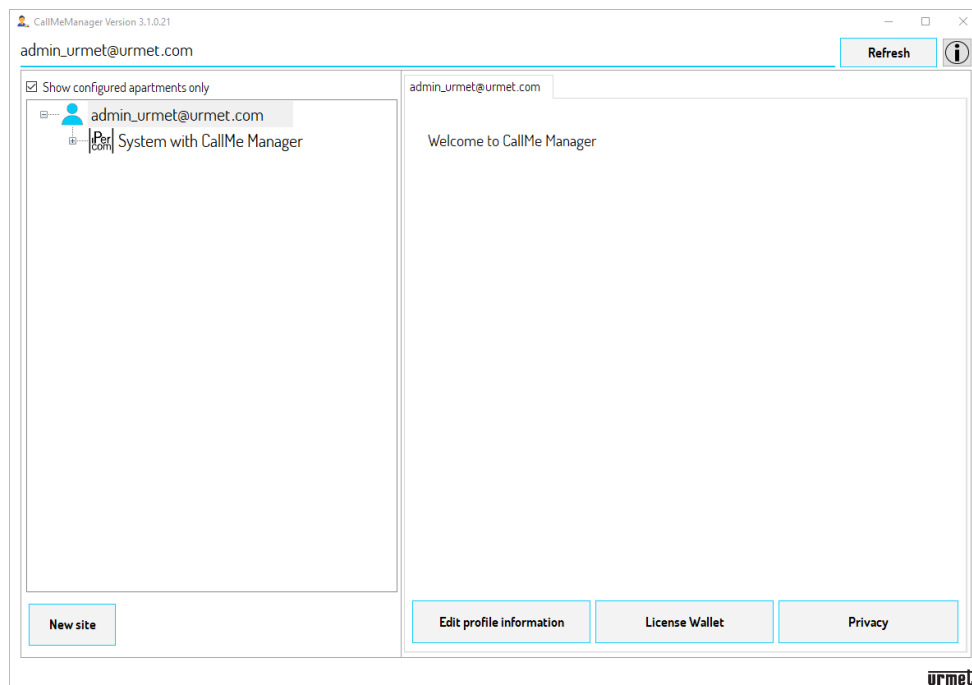 CallMeManager Version 3.1.0.21
admin_urmet@urmet.com
Refresh
Show configured apartments only
admin_urmet@urmet.com
iPer
com
System with CallMe Manager
admin_urmet@urmet.com
Welcome to CallMe Manager
New site
Edit profile information
License Wallet
Privacy
urmet